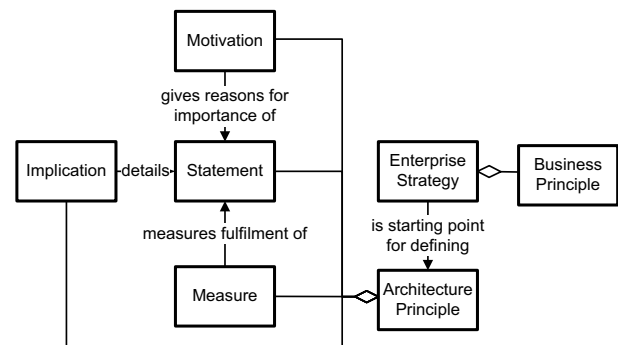 Motivation
gives reasons for
importance of
Implication
details
Statement
Enterprise
Strategy
Business
Principle
measures fulfilment of
is starting point
for defining
Measure
Architecture
Principle